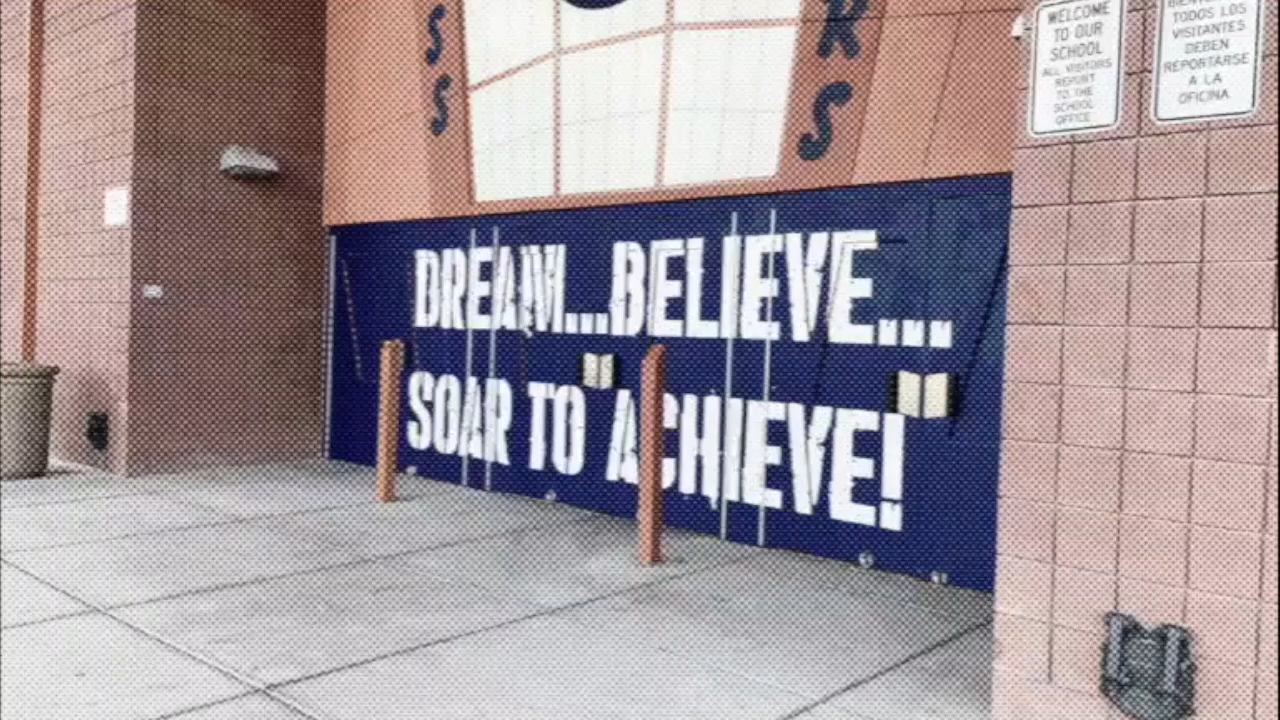 S
S
R
S
DREAM...BELIEVE...
SOAR TO ACHIEVE!
WELCOME
TO OUR
SCHOOL
ALL VISITORS
REPORT
TO THE
SCHOOL
OFFICE
TODOS LOS
VISITANTES
DEBEN
REPORTARSE
A LA
OFICINA